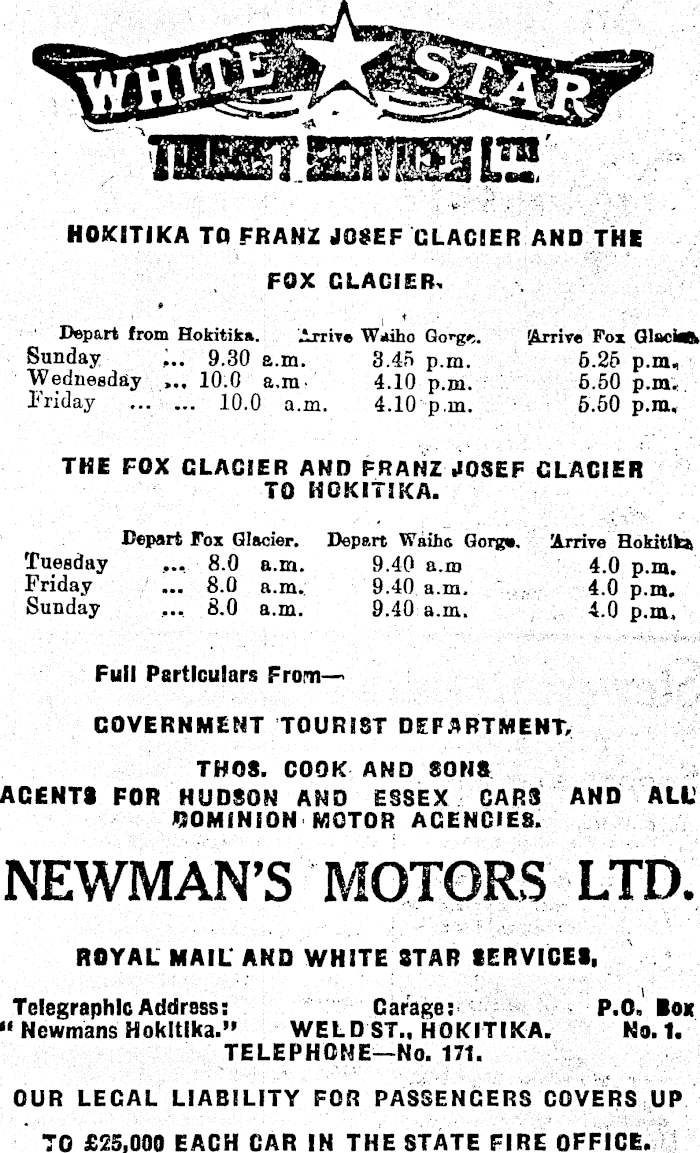 WHITE STAR
HOKITIKA TO FRANZ JOSEF GLACIER AND THE
FOX GLACIER.
Depart from Hokitika. Arrive Waiho Gorge. Arrive Fox Glacier.
Sunday ... 9.30 a.m. 3.45 p.m. 5.25 p.m.
Wednesday ... 10.0 a.m. 4.10 p.m. 5.50 p.m.
Friday ... ... 10.0 a.m. 4.10 p.m. 5.50 p.m.
THE FOX GLACIER AND FRANZ JOSEF GLACIER
TO HOKITIKA.
Depart Fox Glacier. Depart Waiho Gorge. Arrive Hokitika
Tuesday ... 8.0 a.m. 9.40 a.m 4.0 p.m.
Friday ... 8.0 a.m. 9.40 a.m. 4.0 p.m.
Sunday ... 8.0 a.m. 9.40 a.m. 4.0 p.m.
Full Particulars From—
GOVERNMENT TOURIST DEPARTMENT,
THOS. COOK AND SONS
AGENTS FOR HUDSON AND ESSEX CARS AND ALL
DOMINION MOTOR AGENCIES.
NEWMAN'S MOTORS LTD.
ROYAL MAIL AND WHITE STAR SERVICES,
Telegraphic Address: Garage: P.O. Box
"Newmans Hokitika." WELD ST., HOKITIKA. No. 1.
TELEPHONE—No. 171.
OUR LEGAL LIABILITY FOR PASSENGERS COVERS UP
TO £25,000 EACH CAR IN THE STATE FIRE OFFICE.